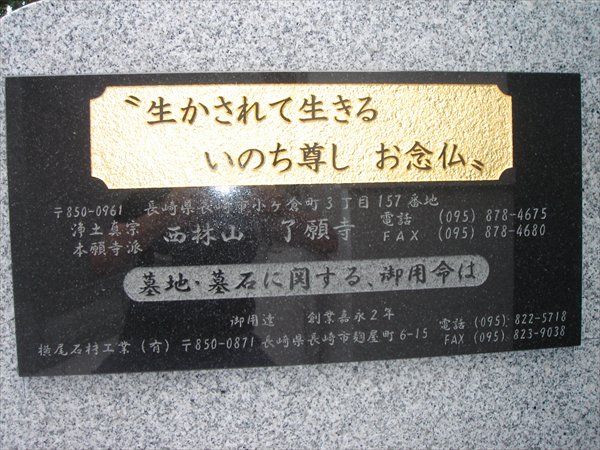 〝生かされて生きる
いのち尊し お念仏〟
〒850-0961 長崎県長崎市小ヶ倉町3丁目157番地
浄土真宗
本願寺派
西林山 了願寺
電話 (095) 878-4675
FAX (095) 878-4680
墓地・墓石に関する、御用命は
御用達 創業嘉永2年
横尾石材工業(有) 〒850-0871 長崎県長崎市麹屋町6-15
電話 (095) 822-5718
FAX (095) 823-9038